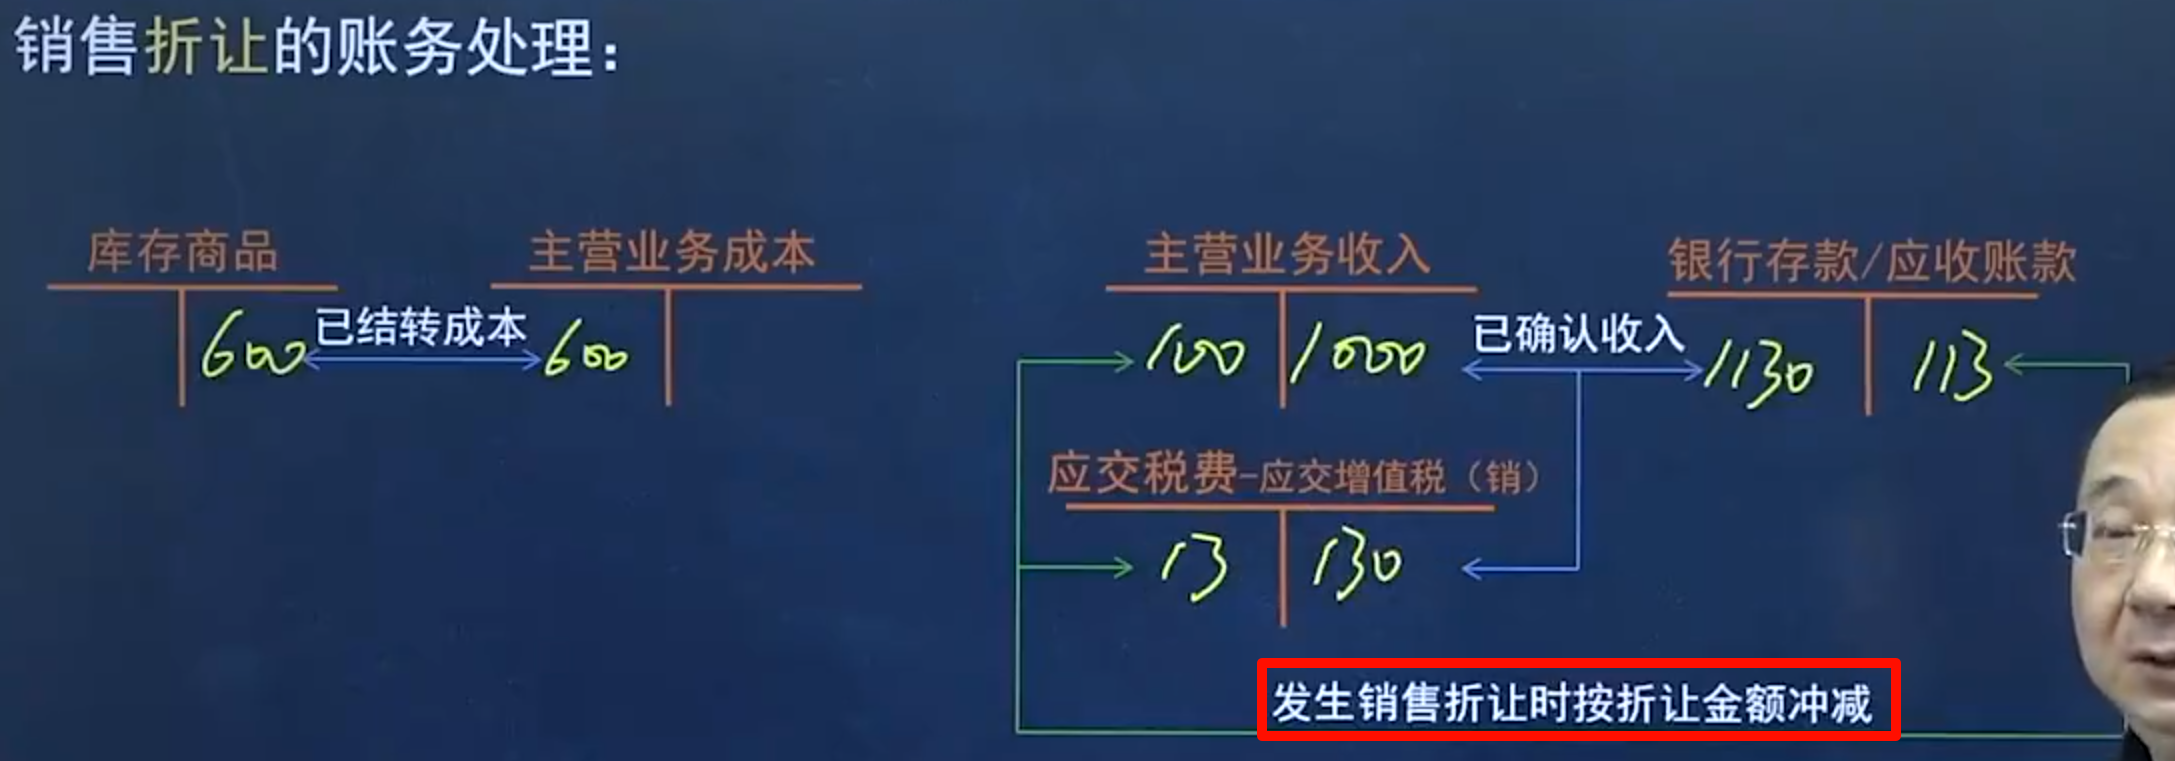 销售折让的账务处理：
库存商品 主营业务成本 主营业务收入 银行存款/应收账款
600 已结转成本 600 100 1000 已确认收入 1130 113
应交税费-应交增值税（销）
13 130
发生销售折让时按折让金额冲减